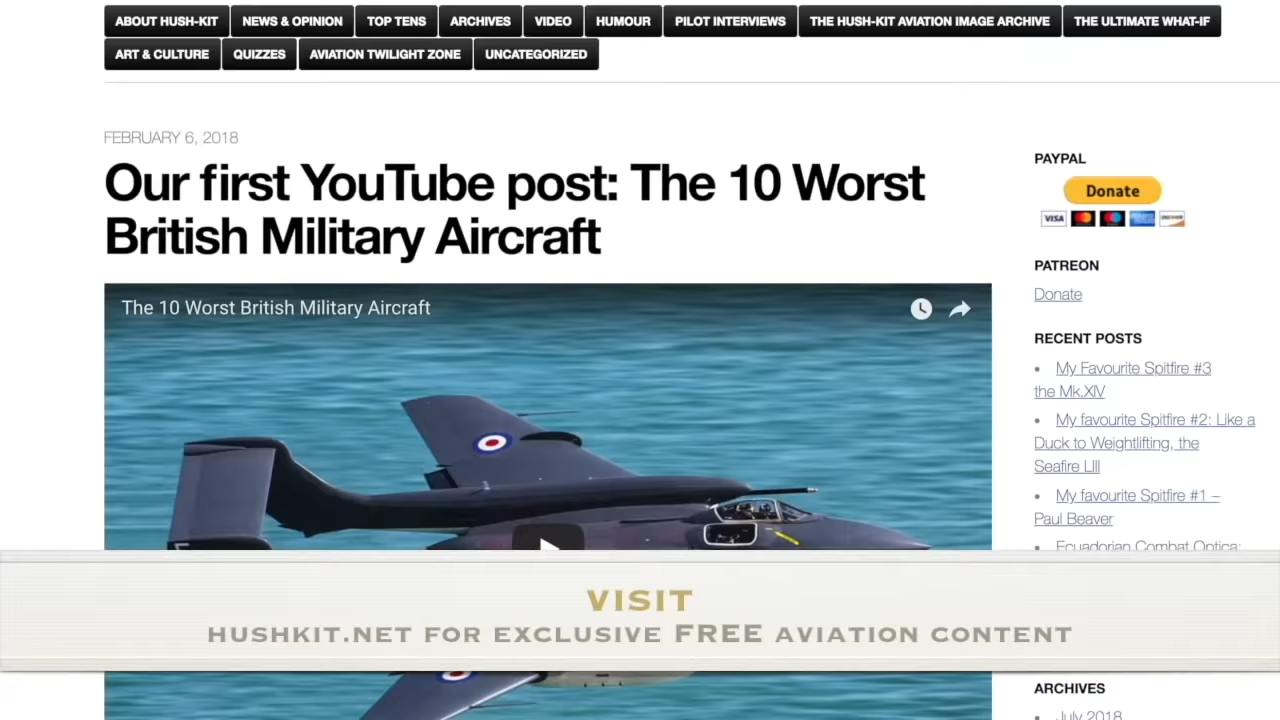 ABOUT HUSH-KIT NEWS & OPINION TOP TENS ARCHIVES VIDEO HUMOUR PILOT INTERVIEWS THE HUSH-KIT AVIATION IMAGE ARCHIVE THE ULTIMATE WHAT-IF
ART & CULTURE QUIZZES AVIATION TWILIGHT ZONE UNCATEGORIZED
FEBRUARY 6, 2018
Our first YouTube post: The 10 Worst
British Military Aircraft
The 10 Worst British Military Aircraft
PAYPAL
Donate
VISA
PATREON
Donate
RECENT POSTS
My Favourite Spitfire #3
the Mk.XIV
My favourite Spitfire #2: Like a
Duck to Weightlifting, the
Seafire LIII
My favourite Spitfire #1 –
Paul Beaver
Ecuadorian Combat Optica:
VISIT
HUSHKIT.NET FOR EXCLUSIVE FREE AVIATION CONTENT
ARCHIVES
July 2018